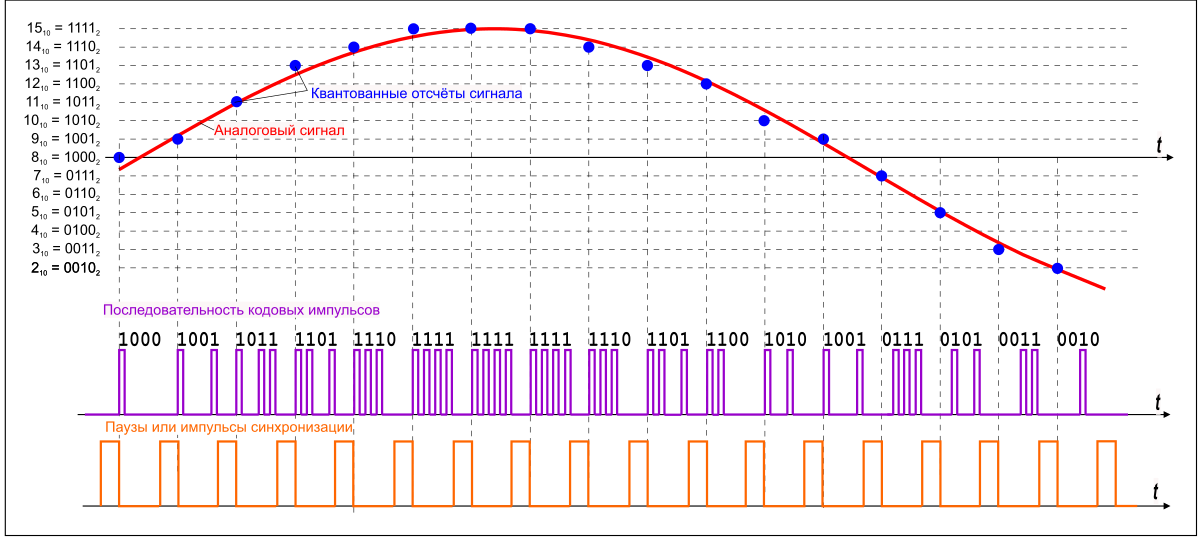 15₁₀ = 1111₂
14₁₀ = 1110₂
13₁₀ = 1101₂
12₁₀ = 1100₂
11₁₀ = 1011₂
10₁₀ = 1010₂
9₁₀ = 1001₂
8₁₀ = 1000₂
7₁₀ = 0111₂
6₁₀ = 0110₂
5₁₀ = 0101₂
4₁₀ = 0100₂
3₁₀ = 0011₂
2₁₀ = 0010₂
Квантованные отсчёты сигнала
Аналоговый сигнал
t
Последовательность кодовых импульсов
1000 1001 1011 1101 1110 1111 1111 1111 1110 1101 1100 1010 1001 0111 0101 0011 0010
t
Паузы или импульсы синхронизации
t